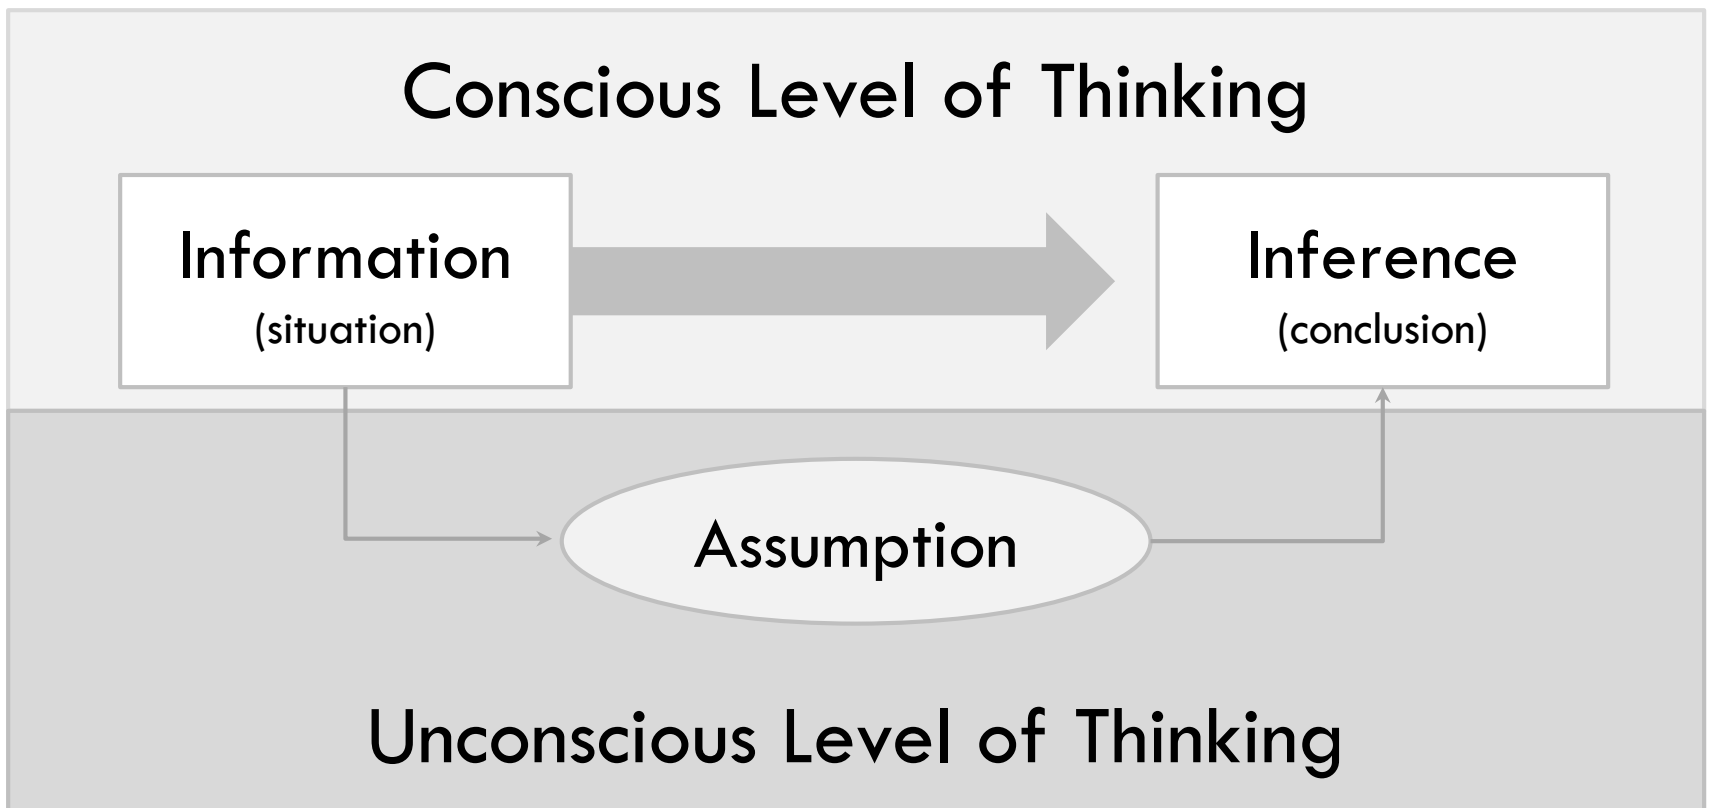 Conscious Level of Thinking
Information
(situation)
Inference
(conclusion)
Assumption
Unconscious Level of Thinking